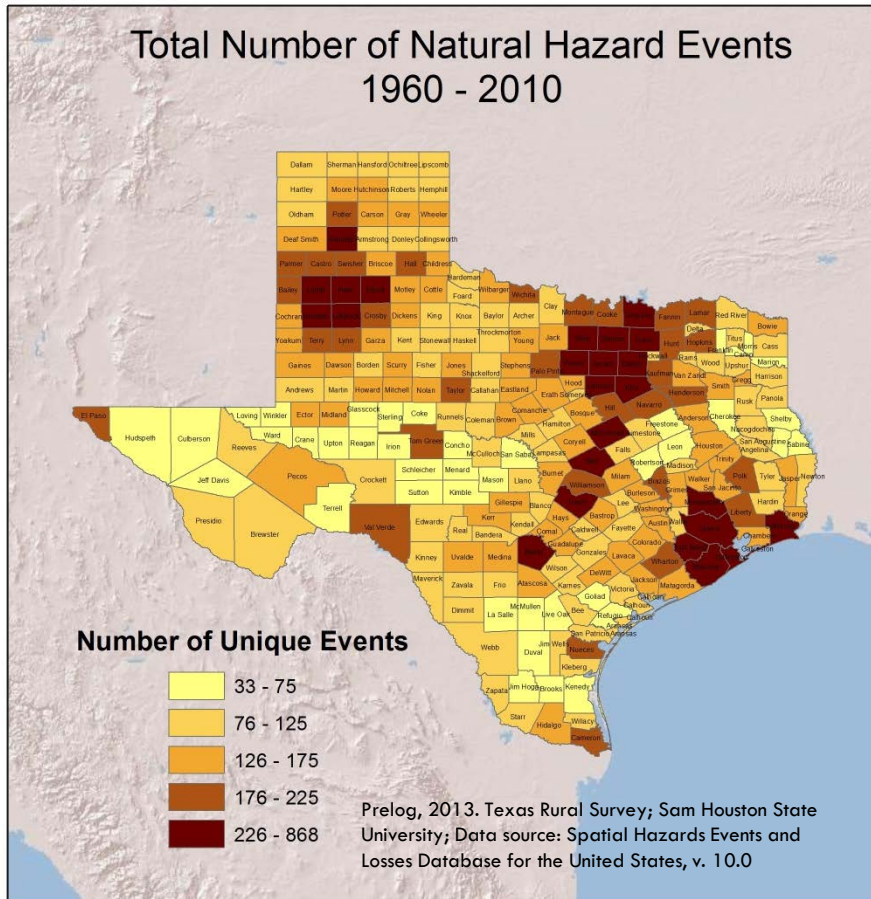 Total Number of Natural Hazard Events
1960 - 2010
Dallam Sherman Hansford Ochiltree Lipscomb
Hartley Moore Hutchinson Roberts Hemphill
Oldham Potter Carson Gray Wheeler
Deaf Smith Armstrong Donley Collingsworth
Parmer Castro Swisher Briscoe Hall Childress
Hardeman
Bailey Motley Cottle Foard Wilbarger Wichita
Clay Montague Cooke Fannin Lamar Red River
Bowie
Cochran Crosby Dickens King Knox Baylor Archer
Delta Titus Morris Cass
Hunt Hopkins Franklin Camp
Throckmorton
Yoakum Terry Lynn Garza Kent Stonewall Haskell Young Jack
Rains Wood Upshur Marion
Gaines Dawson Borden Scurry Fisher Jones Shackelford Stephens Palo Pinto
Kaufman Van Zandt Gregg Harrison
Hood Smith
Andrews Martin Howard Mitchell Nolan Taylor Callahan Eastland Erath
Henderson Rusk Panola
Hill Navarro
El Paso Loving Winkler Ector Midland Glasscock Sterling Coke Runnels Coleman Brown Comanche Bosque
Anderson Cherokee Shelby
Hamilton Freestone Nacogdoches
Hudspeth Culberson Ward Crane Upton Reagan Irion Tom Green Concho McCulloch San Saba Mills Coryell
Limestone Leon Houston San Augustine Sabine
Reeves Lampasas Falls Angelina
Jeff Davis Pecos Crockett Schleicher Menard Mason Llano Burnet
Robertson Madison Trinity
Milam Walker Polk Tyler Jasper Newton
Williamson Brazos San Jacinto
Sutton Kimble Burleson Grimes
Terrell Gillespie Blanco Lee Washington Liberty Hardin
Presidio Brewster Val Verde Edwards Kerr Kendall Hays Bastrop Austin Orange
Real Bandera Comal Caldwell Fayette Chambers
Guadalupe Colorado Galveston
Kinney Uvalde Medina Gonzales Lavaca Wharton
Wilson
Maverick DeWitt Jackson Matagorda
Zavala Frio Atascosa Karnes Victoria
Goliad
Dimmit La Salle McMullen Live Oak Bee Refugio Calhoun
Aransas
San Patricio
Webb Duval Jim Wells Nueces
Kleberg
Zapata Jim Hogg Brooks Kenedy
Starr Hidalgo Willacy
Cameron
Number of Unique Events
33 - 75
76 - 125
126 - 175
176 - 225
226 - 868
Prelog, 2013. Texas Rural Survey; Sam Houston State
University; Data source: Spatial Hazards Events and
Losses Database for the United States, v. 10.0